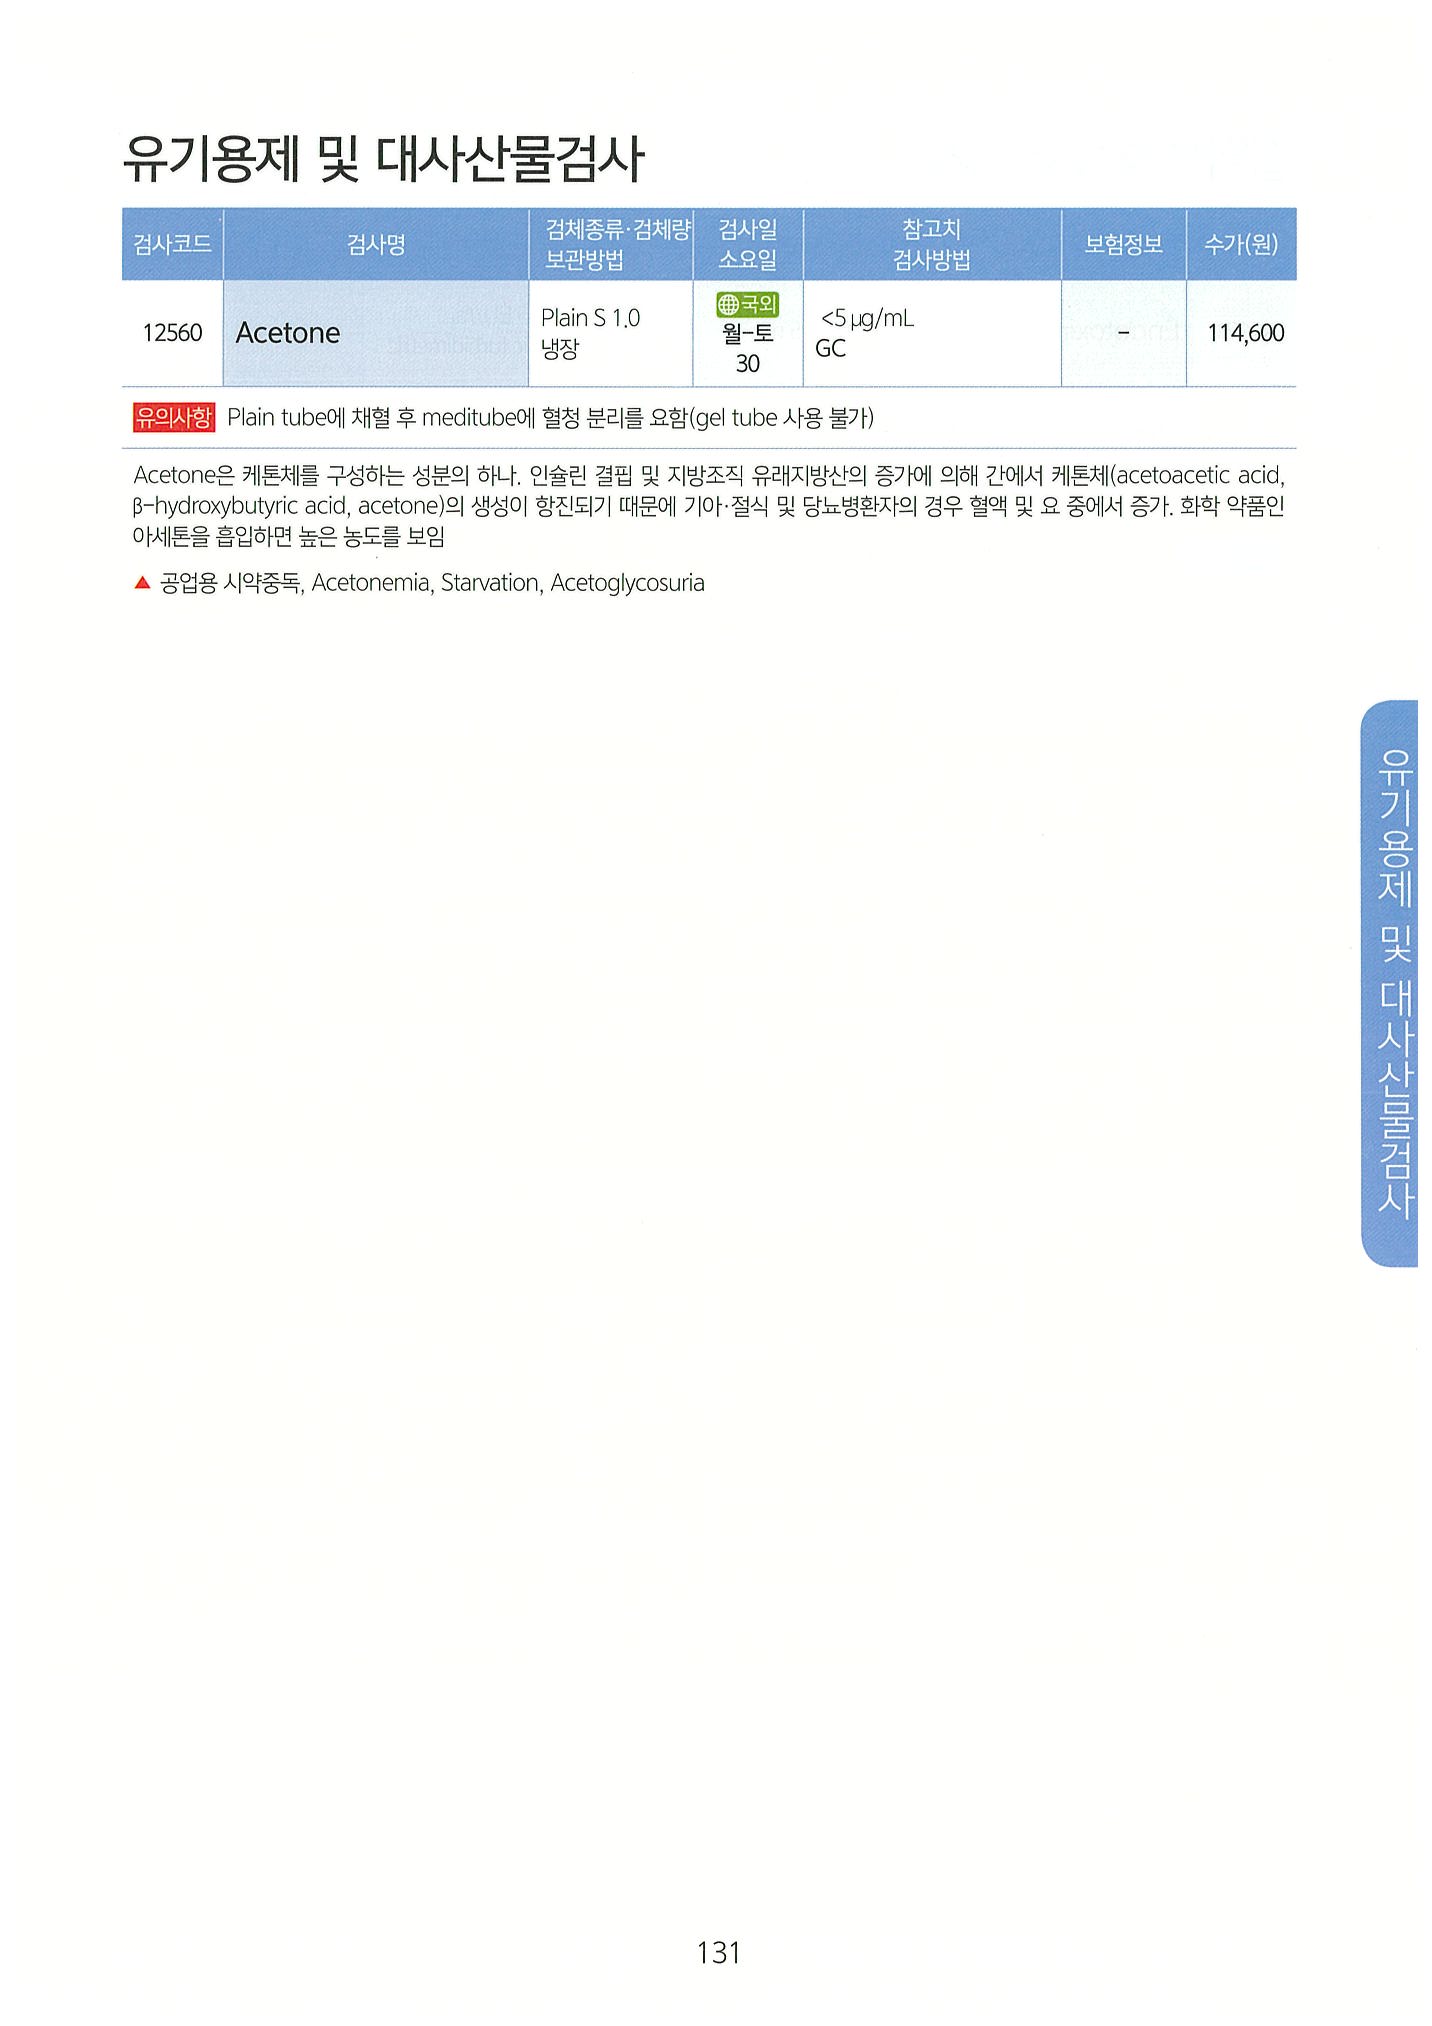 유기용제 및 대사산물검사
검사코드 검사명 검체종류·검체량 보관방법 검사일 소요일 참고치 검사방법 보험정보 수가(원)
12560 Acetone Plain S 1.0 냉장 국외 월-토 30 <5 µg/mL GC - 114,600
유의사항 Plain tube에 채혈 후 meditube에 혈청 분리를 요함(gel tube 사용 불가)
Acetone은 케톤체를 구성하는 성분의 하나. 인슐린 결핍 및 지방조직 유래지방산의 증가에 의해 간에서 케톤체(acetoacetic acid,
β-hydroxybutyric acid, acetone)의 생성이 항진되기 때문에 기아·절식 및 당뇨병환자의 경우 혈액 및 요 중에서 증가. 화학 약품인
아세톤을 흡입하면 높은 농도를 보임
▲ 공업용 시약중독, Acetonemia, Starvation, Acetoglycosuria
유기용제 및 대사산물검사
131